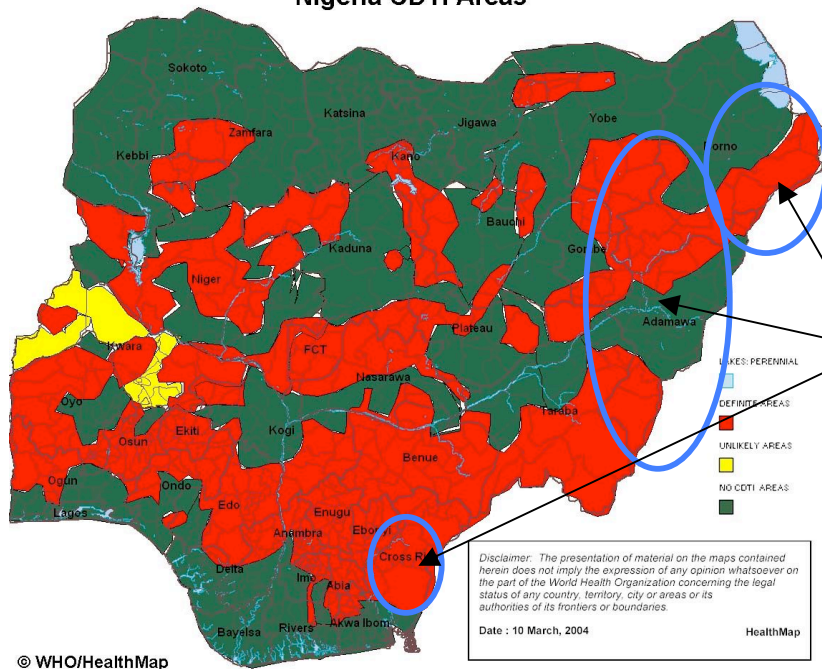 Nigeria CDTI Areas
Sokoto
Katsina
Zamfara
Jigawa
Yobe
Borno
Kebbi
Kano
Bauchi
Kaduna
Gombe
Niger
Adamawa
Plateau
Kwara
FCT
Nasarawa
Oyo
Taraba
Ekiti
Kogi
Osun
Benue
Ogun
Ondo
Edo
Lagos
Enugu
Anambra
Ebonyi
Cross Ri
Delta
Imo
Abia
Akwa Ibom
Rivers
Bayelsa
LAKES: PERENNIAL
DEFINITE AREAS
UNLIKELY AREAS
NO CDTI AREAS
Disclaimer: The presentation of material on the maps contained
herein does not imply the expression of any opinion whatsoever on
the part of the World Health Organization concerning the legal
status of any country, territory, city or areas or its
authorities of its frontiers or boundaries.
Date : 10 March, 2004 HealthMap
© WHO/HealthMap